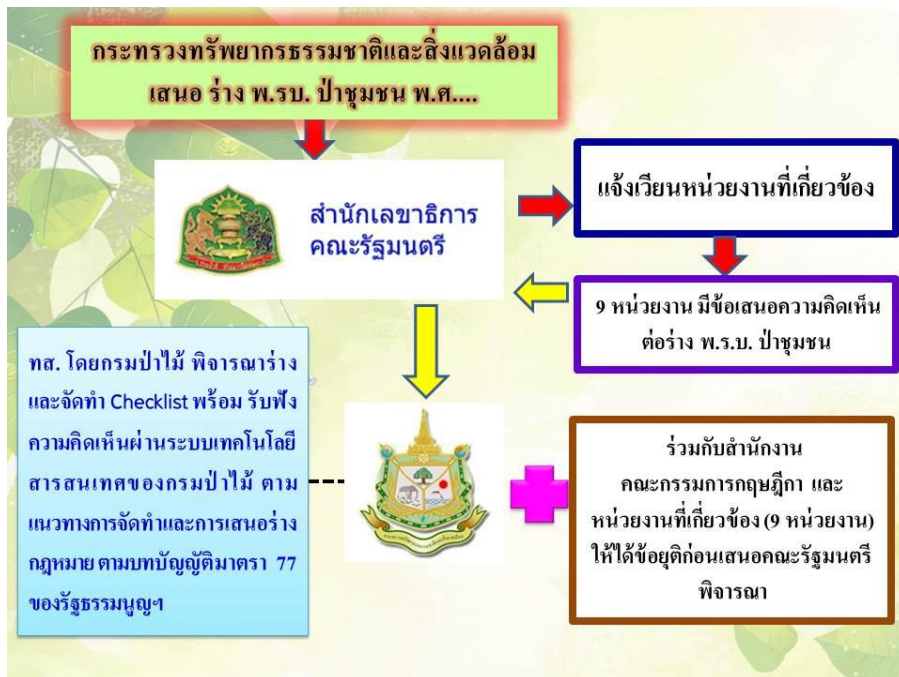 กระทรวงทรัพยากรธรรมชาติและสิ่งแวดล้อม
เสนอ ร่าง พ.รบ. ป่าชุมชน พ.ศ....
สำนักเลขาธิการ
คณะรัฐมนตรี
แจ้งเวียนหน่วยงานที่เกี่ยวข้อง
9 หน่วยงาน มีข้อเสนอความคิดเห็น
ต่อร่าง พ.ร.บ. ป่าชุมชน
ทส. โดยกรมป่าไม้ พิจารณาร่าง
และจัดทำ Checklist พร้อม รับฟัง
ความคิดเห็นผ่านระบบเทคโนโลยี
สารสนเทศของกรมป่าไม้ ตาม
แนวทางการจัดทำและการเสนอร่าง
กฎหมาย ตามบทบัญญัติมาตรา 77
ของรัฐธรรมนูญฯ
ร่วมกับสำนักงาน
คณะกรรมการกฤษฎีกา และ
หน่วยงานที่เกี่ยวข้อง (9 หน่วยงาน)
ให้ได้ข้อยุติก่อนเสนอคณะรัฐมนตรี
พิจารณา